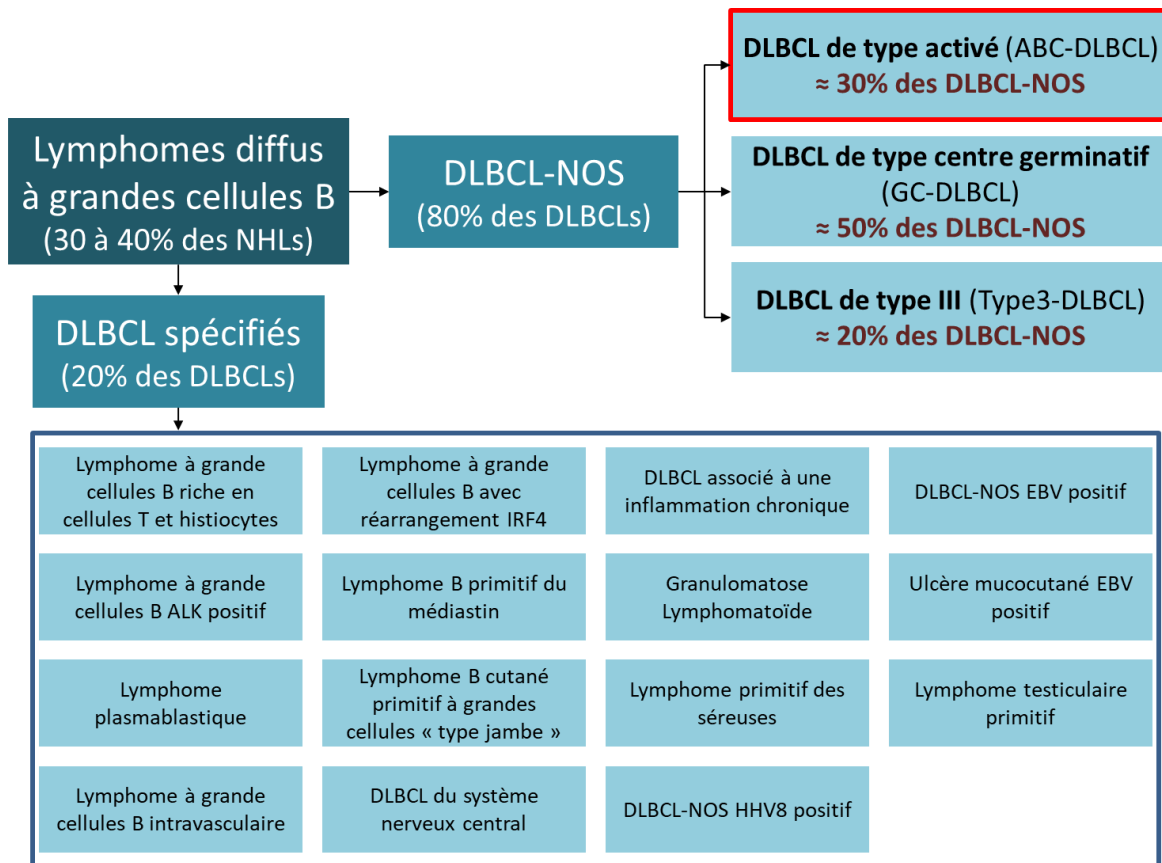 Lymphomes diffus
à grandes cellules B
(30 à 40% des NHLs)
DLBCL-NOS
(80% des DLBCLs)
DLBCL de type activé (ABC-DLBCL)
≈ 30% des DLBCL-NOS
DLBCL de type centre germinatif
(GC-DLBCL)
≈ 50% des DLBCL-NOS
DLBCL de type III (Type3-DLBCL)
≈ 20% des DLBCL-NOS
DLBCL spécifiés
(20% des DLBCLs)
Lymphome à grande
cellules B riche en
cellules T et histiocytes
Lymphome à grande
cellules B avec
réarrangement IRF4
DLBCL associé à une
inflammation chronique
DLBCL-NOS EBV positif
Lymphome à grande
cellules B ALK positif
Lymphome B primitif du
médiastin
Granulomatose
Lymphomatoïde
Ulcère mucocutané EBV
positif
Lymphome
plasmablastique
Lymphome B cutané
primitif à grandes
cellules « type jambe »
Lymphome primitif des
séreuses
Lymphome testiculaire
primitif
Lymphome à grande
cellules B intravasculaire
DLBCL du système
nerveux central
DLBCL-NOS HHV8 positif